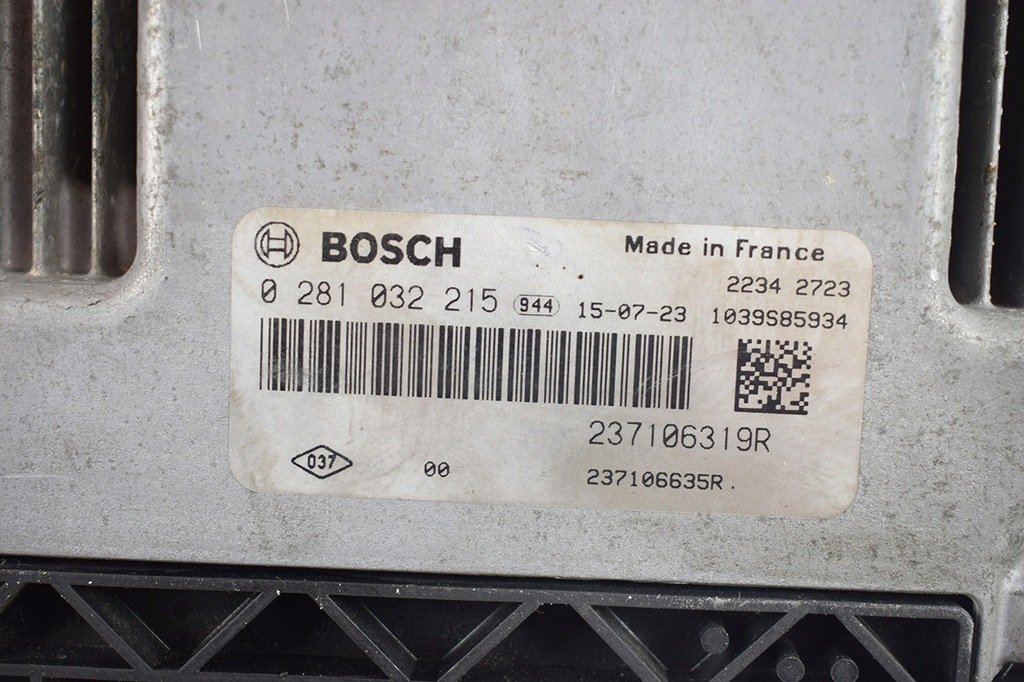 BOSCH
Made in France
2234 2723
0 281 032 215 944 15-07-23 1039S85934
237106319R
037 00 237106635R.